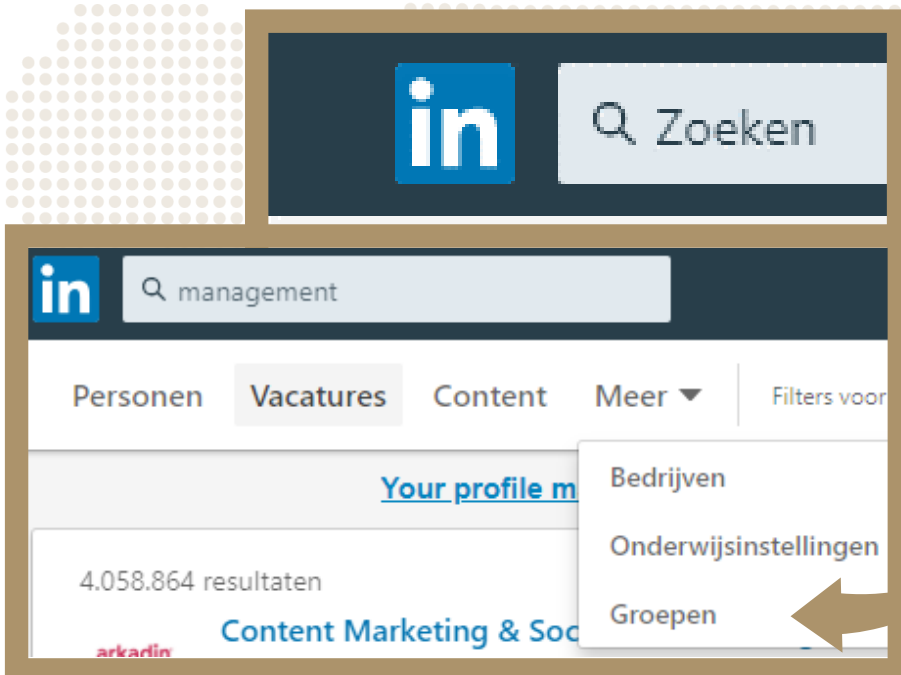 in Zoeken
in management
Personen Vacatures Content Meer Filters voor
Bedrijven
Your profile m
Onderwijsinstellingen
4.058.864 resultaten
Groepen
Content Marketing & Soc
arkadin